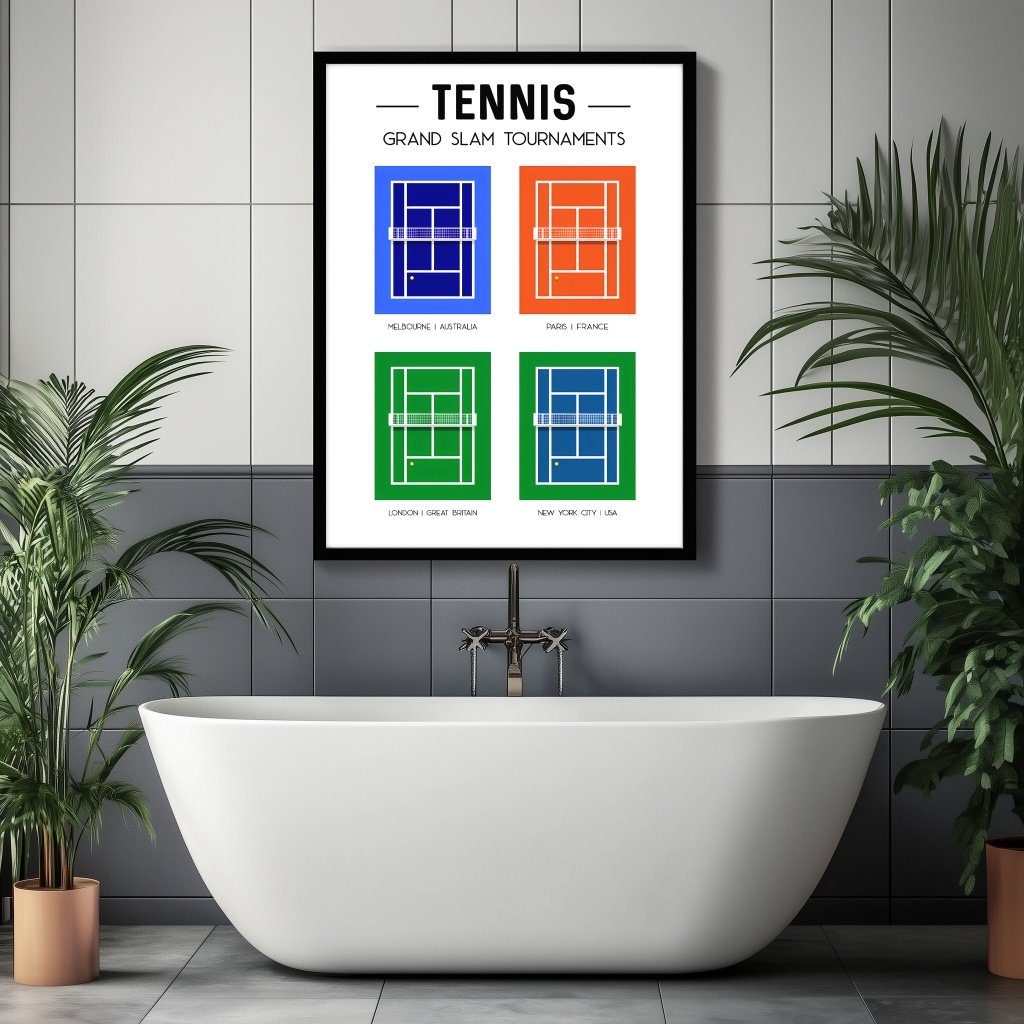 TENNIS
GRAND SLAM TOURNAMENTS
MELBOURNE | AUSTRALIA
PARIS | FRANCE
LONDON | GREAT BRITAIN
NEW YORK CITY | USA